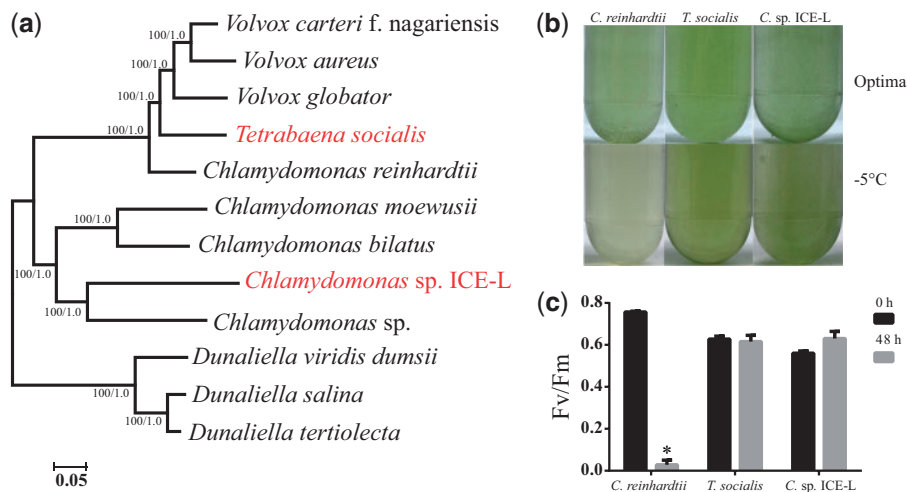 (a)
Volvox carteri f. nagariensis
100/1.0
Volvox aureus
100/1.0
Volvox globator
100/1.0
Tetrabaena socialis
100/1.0
Chlamydomonas reinhardtii
Chlamydomonas moewusii
100/1.0
Chlamydomonas bilatus
100/1.0
Chlamydomonas sp. ICE-L
100/1.0
Chlamydomonas sp.
Dunaliella viridis dumsii
100/1.0
Dunaliella salina
100/1.0
Dunaliella tertiolecta
0.05
(b)
C. reinhardtii T. socialis C. sp. ICE-L
Optima
-5°C
(c)
0.8
0.6
0.4
0.2
0.0
Fv/Fm
*
0 h
48 h
C. reinhardtii T. socialis C. sp. ICE-L